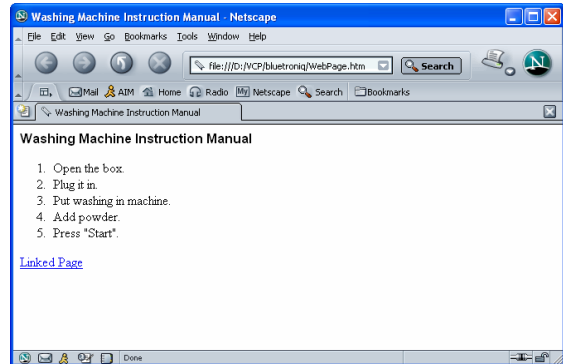 Washing Machine Instruction Manual - Netscape
File Edit View Go Bookmarks Tools Window Help
file:///D:/VCP/bluetroniq/WebPage.htm Search N
Mail AIM Home Radio My Netscape Search Bookmarks
Washing Machine Instruction Manual
Washing Machine Instruction Manual
1. Open the box.
2. Plug it in.
3. Put washing in machine.
4. Add powder.
5. Press "Start".
Linked Page
Done